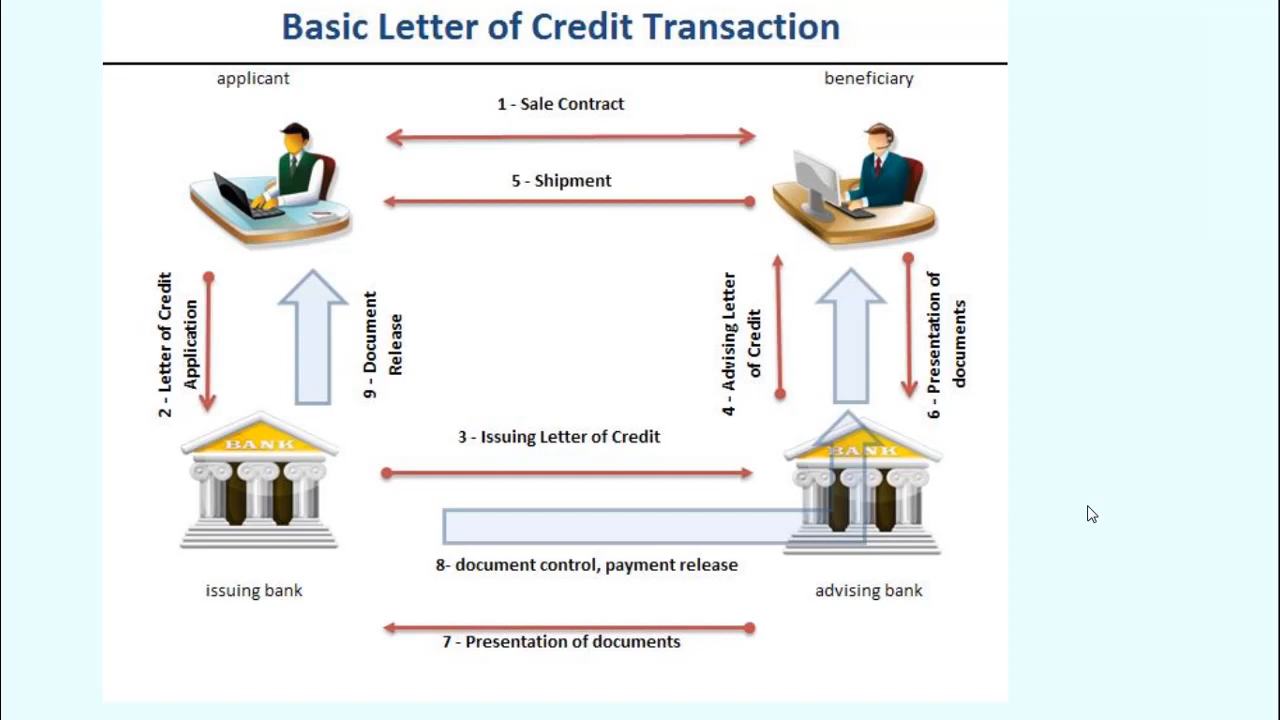 Basic Letter of Credit Transaction
applicant
beneficiary
1 - Sale Contract
5 - Shipment
2 - Letter of Credit
Application
9 - Document
Release
4 - Advising Letter
of Credit
6 - Presentation of
documents
BANK
3 - Issuing Letter of Credit
BANK
8- document control, payment release
issuing bank
advising bank
7 - Presentation of documents